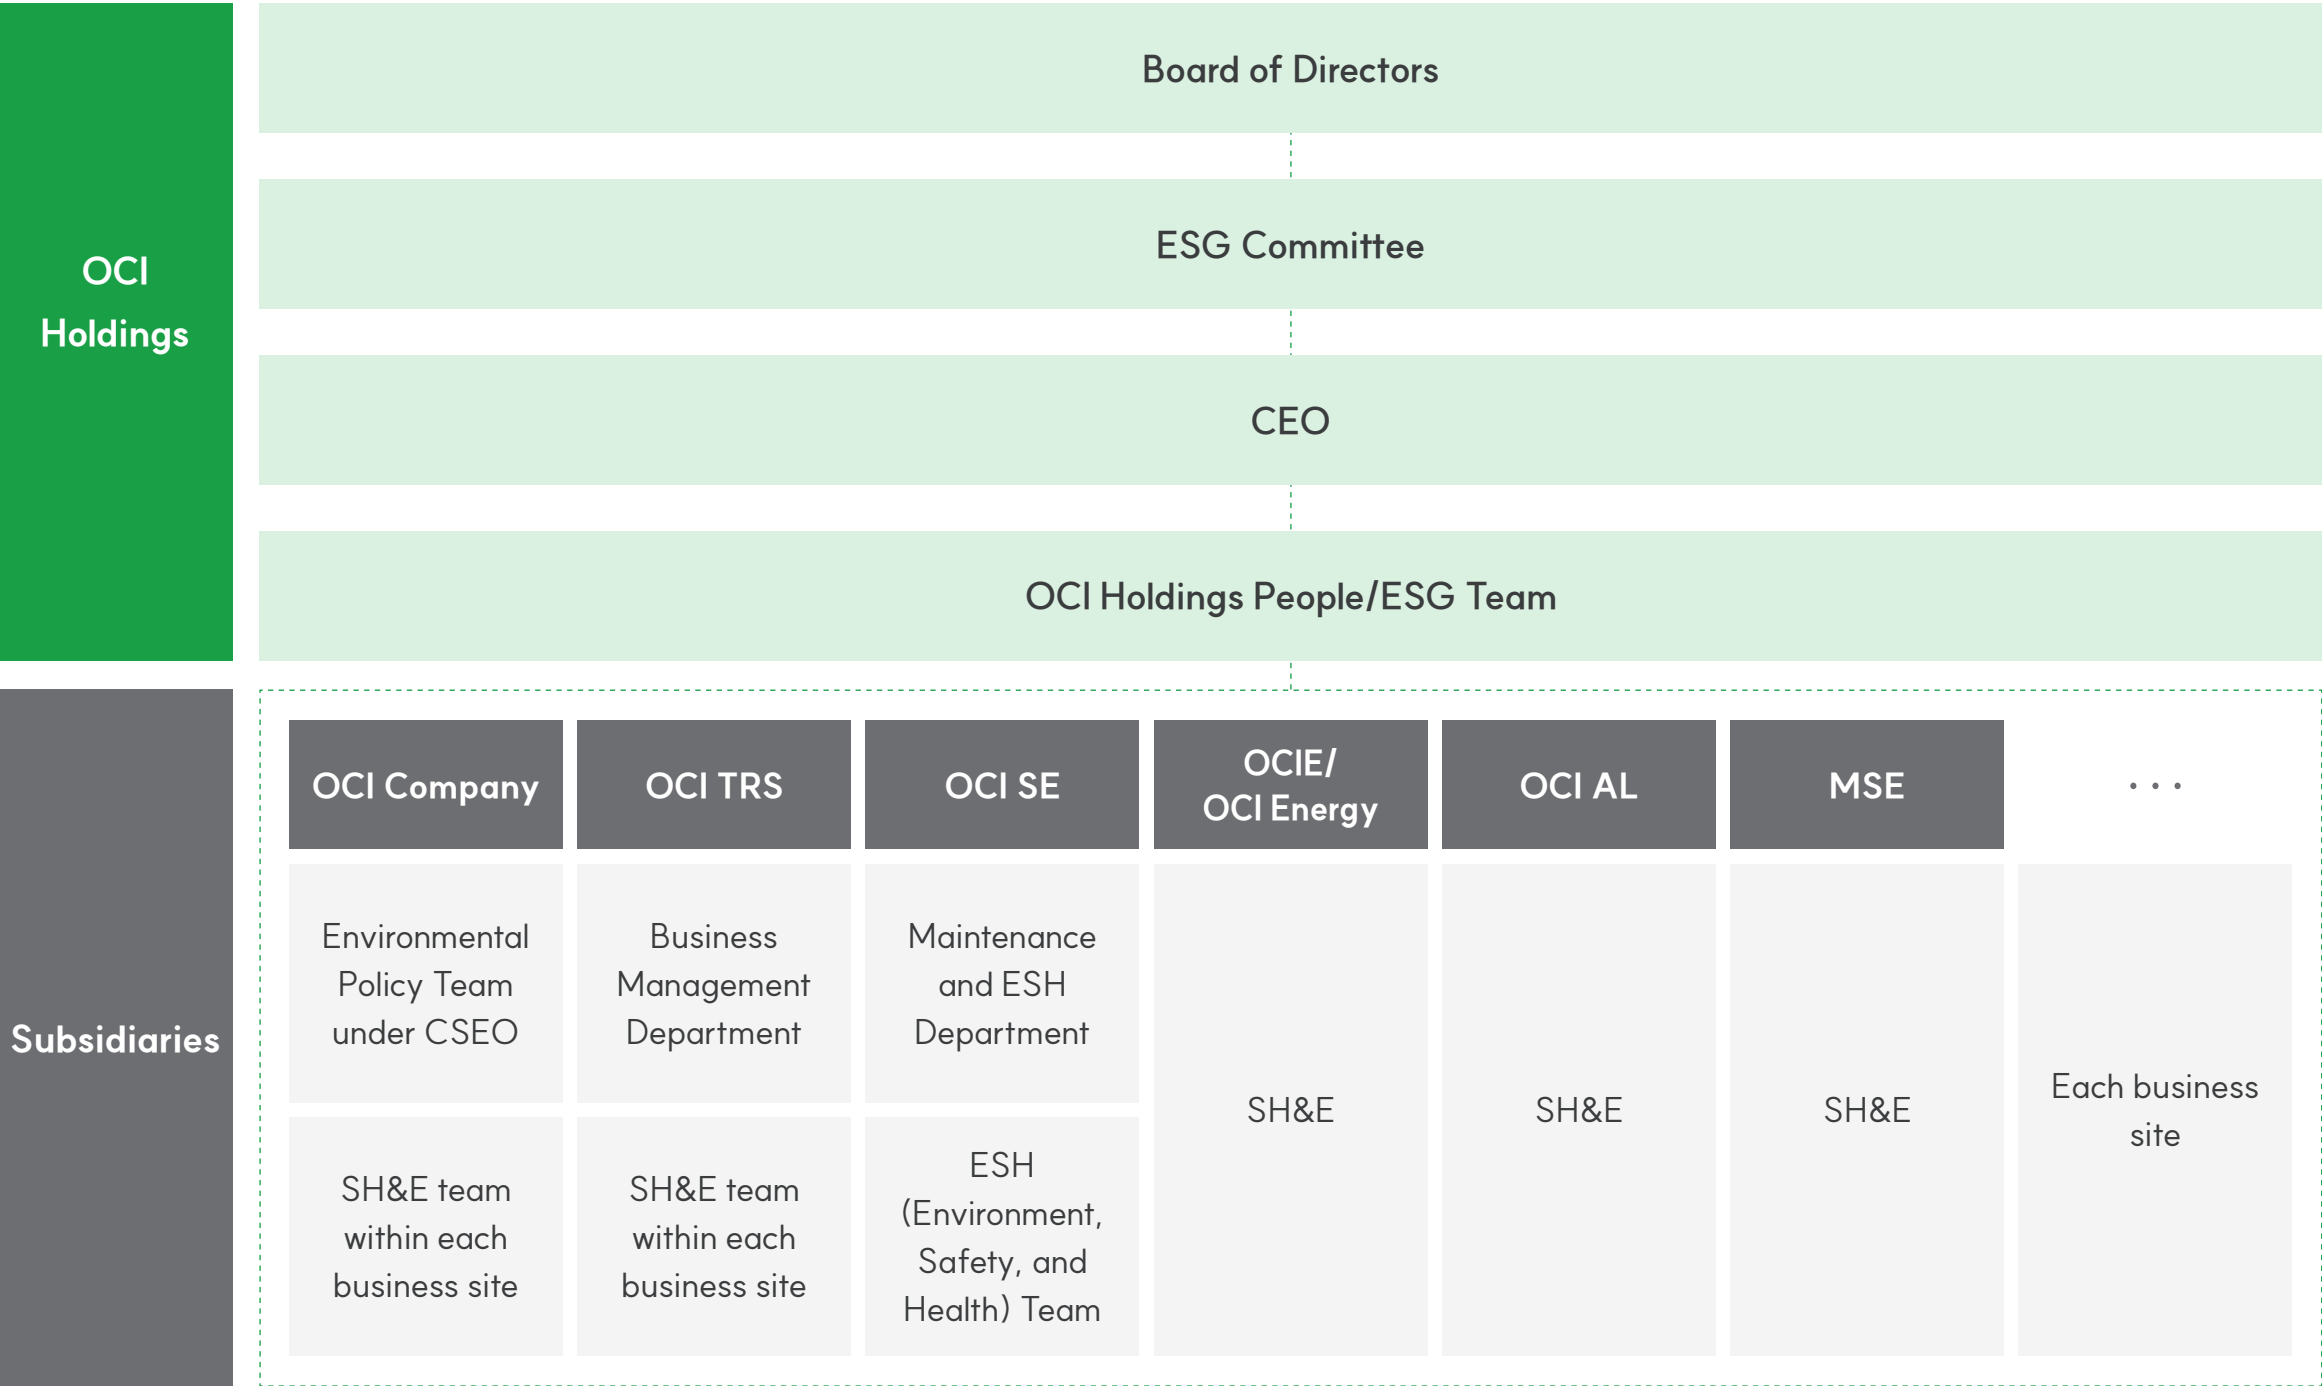 OCI
Holdings
Board of Directors
ESG Committee
CEO
OCI Holdings People/ESG Team
Subsidiaries
OCI Company
Environmental
Policy Team
under CSEO
SH&E team
within each
business site
OCI TRS
Business
Management
Department
SH&E team
within each
business site
OCI SE
Maintenance
and ESH
Department
ESH
(Environment,
Safety, and
Health) Team
OCIE/
OCI Energy
SH&E
OCI AL
SH&E
MSE
SH&E
· · ·
Each business
site